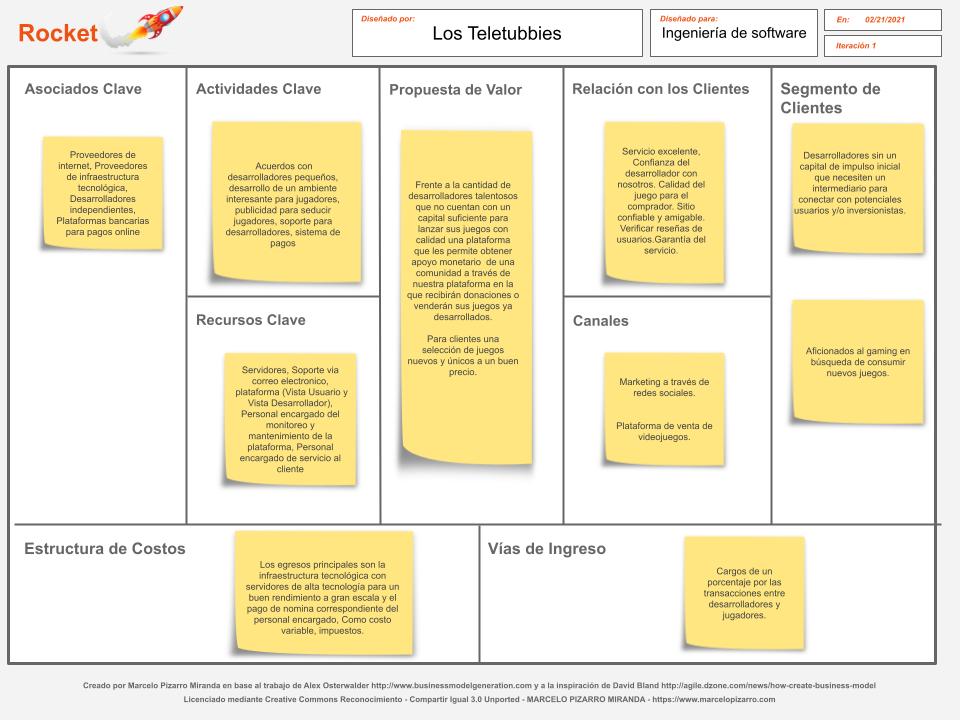 Rocket
Diseñado por:
Los Teletubbies
Diseñado para:
Ingeniería de software
En: 02/21/2021
Iteración 1
Asociados Clave
Proveedores de
internet, Proveedores
de infraestructura
tecnológica,
Desarrolladores
independientes,
Plataformas bancarias
para pagos online
Actividades Clave
Acuerdos con
desarrolladores pequeños,
desarrollo de un ambiente
interesante para jugadores,
publicidad para seducir
jugadores, soporte para
desarrolladores, sistema de
pagos
Recursos Clave
Servidores, Soporte via
correo electronico,
plataforma (Vista Usuario y
Vista Desarrollador),
Personal encargado del
monitoreo y
mantenimiento de la
plataforma, Personal
encargado de servicio al
cliente
Propuesta de Valor
Frente a la cantidad de
desarrolladores talentosos
que no cuentan con un
capital suficiente para
lanzar sus juegos con
calidad una plataforma
que les permite obtener
apoyo monetario de una
comunidad a través de
nuestra plataforma en la
que recibirán donaciones o
venderán sus juegos ya
desarrollados.
Para clientes una
selección de juegos
nuevos y únicos a un buen
precio.
Relación con los Clientes
Servicio excelente,
Confianza del
desarrollador con
nosotros. Calidad del
juego para el
comprador. Sitio
confiable y amigable.
Verificar reseñas de
usuarios.Garantía del
servicio.
Canales
Marketing a través de
redes sociales.
Plataforma de venta de
videojuegos.
Segmento de
Clientes
Desarrolladores sin un
capital de impulso inicial
que necesiten un
intermediario para
conectar con potenciales
usuarios y/o inversionistas.
Aficionados al gaming en
búsqueda de consumir
nuevos juegos.
Estructura de Costos
Los egresos principales son la
infraestructura tecnológica con
servidores de alta tecnología para un
buen rendimiento a gran escala y el
pago de nomina correspondiente del
personal encargado, Como costo
variable, impuestos.
Vías de Ingreso
Cargos de un
porcentaje por las
transacciones entre
desarrolladores y
jugadores.
Creado por Marcelo Pizarro Miranda en base al trabajo de Alex Osterwalder http://www.businessmodelgeneration.com y a la inspiración de David Bland http://agile.dzone.com/news/how-create-business-model
Licenciado mediante Creative Commons Reconocimiento - Compartir Igual 3.0 Unported - MARCELO PIZARRO MIRANDA - https://www.marcelopizarro.com